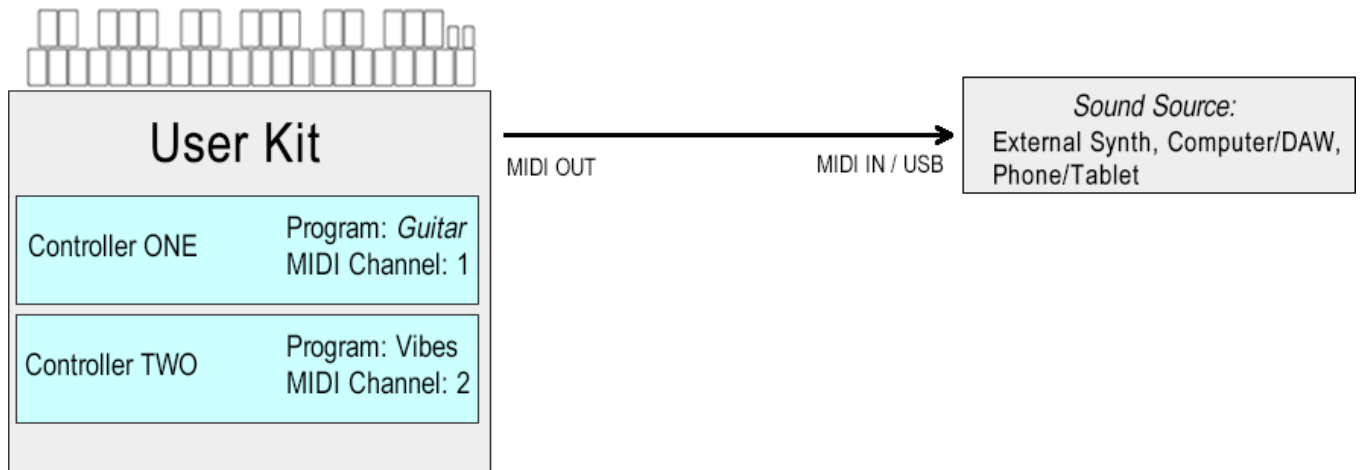 User Kit
Controller ONE
Program: Guitar
MIDI Channel: 1
Controller TWO
Program: Vibes
MIDI Channel: 2
MIDI OUT
MIDI IN / USB
Sound Source:
External Synth, Computer/DAW,
Phone/Tablet